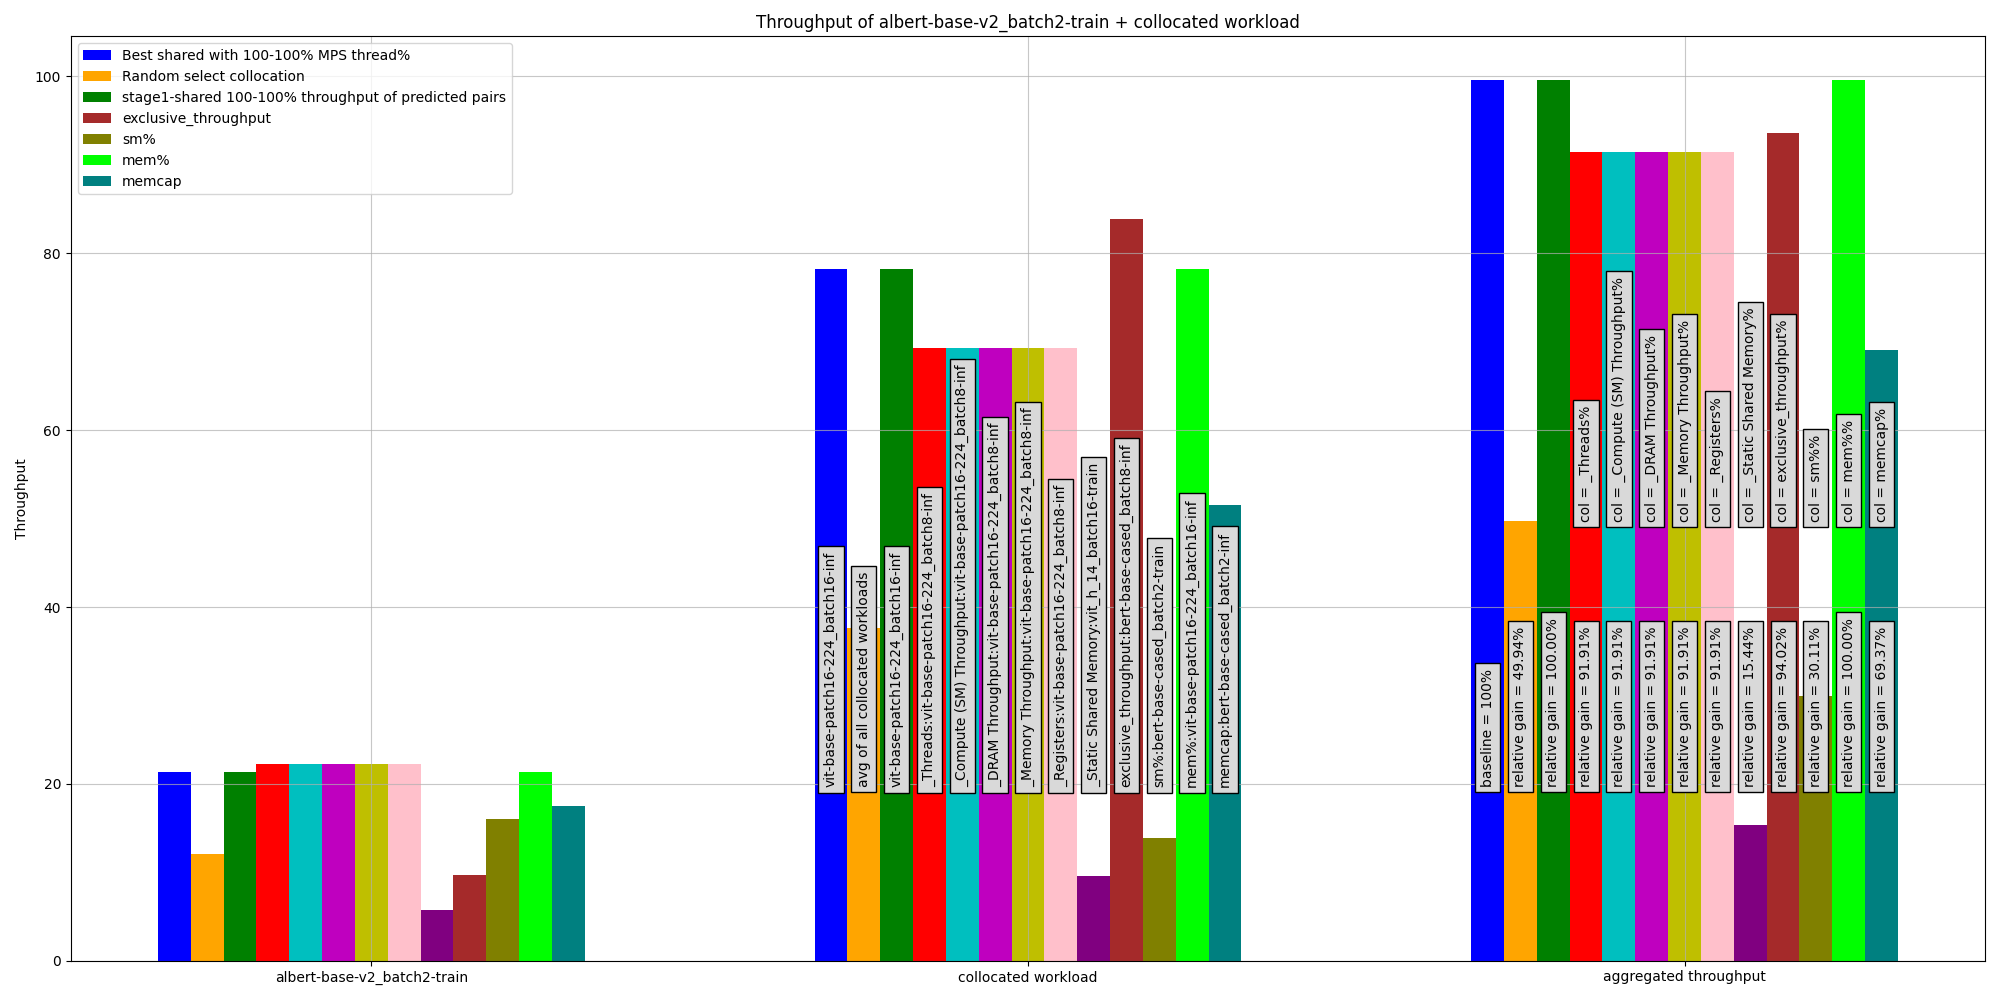 Throughput of albert-base-v2_batch2-train + collocated workload
Best shared with 100-100% MPS thread%
Random select collocation
stage1-shared 100-100% throughput of predicted pairs
exclusive_throughput
sm%
mem%
memcap
Throughput
100
80
60
40
20
0
vit-base-patch16-224_batch16-inf
avg of all collocated workloads
vit-base-patch16-224_batch16-inf
_Threads:vit-base-patch16-224_batch8-inf
_Compute (SM) Throughput:vit-base-patch16-224_batch8-inf
_DRAM Throughput:vit-base-patch16-224_batch8-inf
_Memory Throughput:vit-base-patch16-224_batch8-inf
_Registers:vit-base-patch16-224_batch8-inf
_Static Shared Memory:vit_h_14_batch16-train
exclusive_throughput:bert-base-cased_batch8-inf
sm%:bert-base-cased_batch2-train
mem%:vit-base-patch16-224_batch16-inf
memcap:bert-base-cased_batch2-inf
col = _Threads%
col = _Compute (SM) Throughput%
col = _DRAM Throughput%
col = _Memory Throughput%
col = _Registers%
col = _Static Shared Memory%
col = exclusive_throughput%
col = sm%%
col = mem%%
col = memcap%
baseline = 100%
relative gain = 49.94%
relative gain = 100.00%
relative gain = 91.91%
relative gain = 91.91%
relative gain = 91.91%
relative gain = 91.91%
relative gain = 91.91%
relative gain = 15.44%
relative gain = 94.02%
relative gain = 30.11%
relative gain = 100.00%
relative gain = 69.37%
albert-base-v2_batch2-train
collocated workload
aggregated throughput